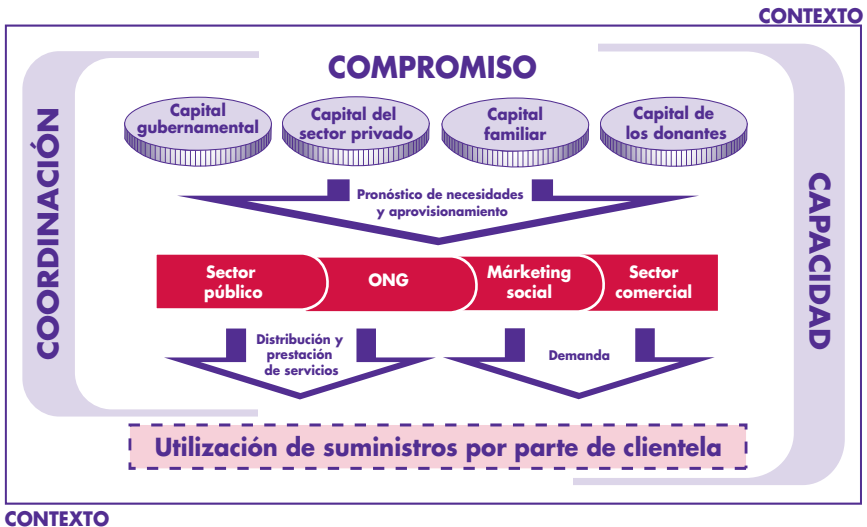 CONTEXTO
COMPROMISO
COORDINACIÓN
CAPACIDAD
Capital
gubernamental
Capital del
sector privado
Capital
familiar
Capital de
los donantes
Pronóstico de necesidades
y aprovisionamiento
Sector
público
ONG
Márketing
social
Sector
comercial
Distribución y
prestación
de servicios
Demanda
Utilización de suministros por parte de clientela
CONTEXTO